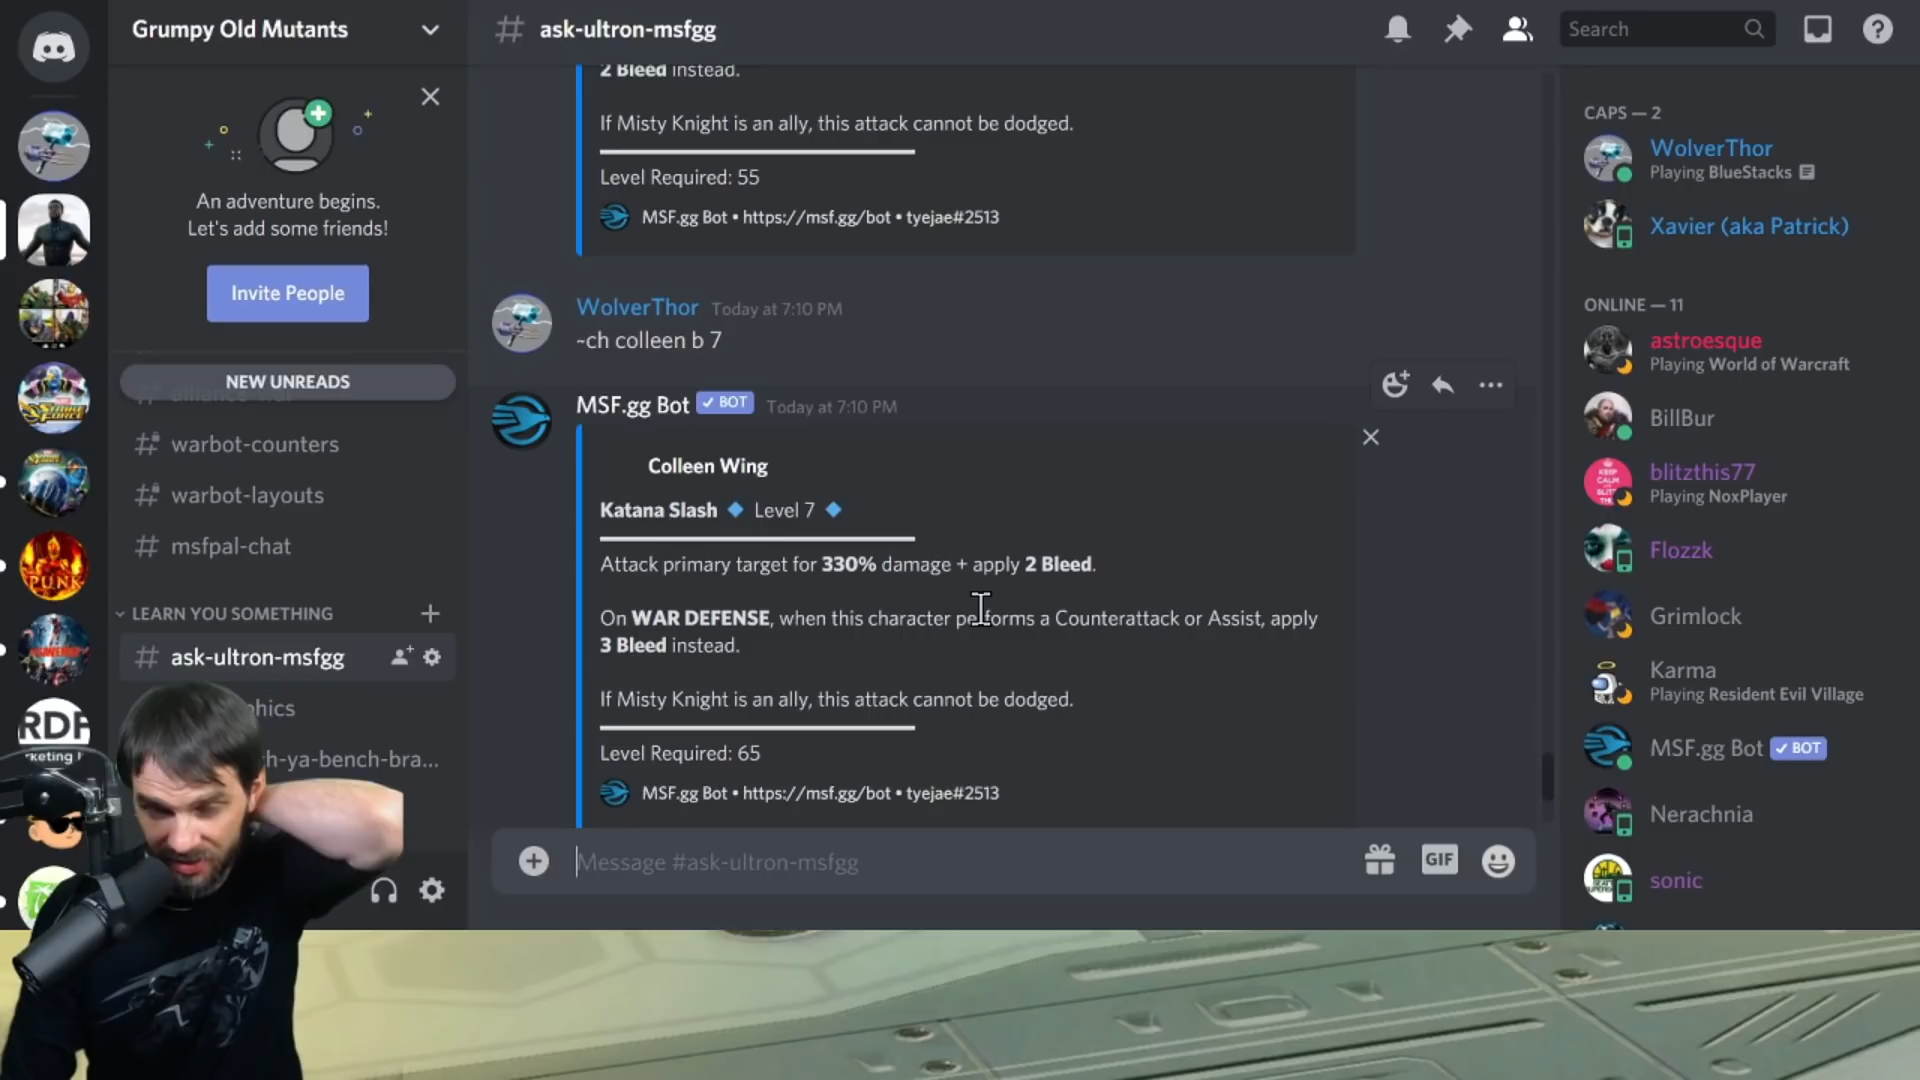 Grumpy Old Mutants
An adventure begins.
Let's add some friends!
Invite People
NEW UNREADS
warbot-counters
warbot-layouts
msfpal-chat
LEARN YOU SOMETHING
ask-ultron-msfgg
RDF
# ask-ultron-msfgg
Search
2 Bleed instead.
If Misty Knight is an ally, this attack cannot be dodged.
Level Required: 55
MSF.gg Bot • https://msf.gg/bot • tyejae#2513
WolverThor Today at 7:10 PM
~ch colleen b 7
MSF.gg Bot ✓ BOT Today at 7:10 PM
Colleen Wing
Katana Slash 🔷 Level 7 🔷
Attack primary target for 330% damage + apply 2 Bleed.
On WAR DEFENSE, when this character performs a Counterattack or Assist, apply
3 Bleed instead.
If Misty Knight is an ally, this attack cannot be dodged.
Level Required: 65
MSF.gg Bot • https://msf.gg/bot • tyejae#2513
Message #ask-ultron-msfgg
GIF
CAPS — 2
WolverThor
Playing BlueStacks
Xavier (aka Patrick)
ONLINE — 11
astroesque
Playing World of Warcraft
BillBur
blitzthis77
Playing NoxPlayer
Flozzk
Grimlock
Karma
Playing Resident Evil Village
MSF.gg Bot ✓ BOT
Nerachnia
sonic